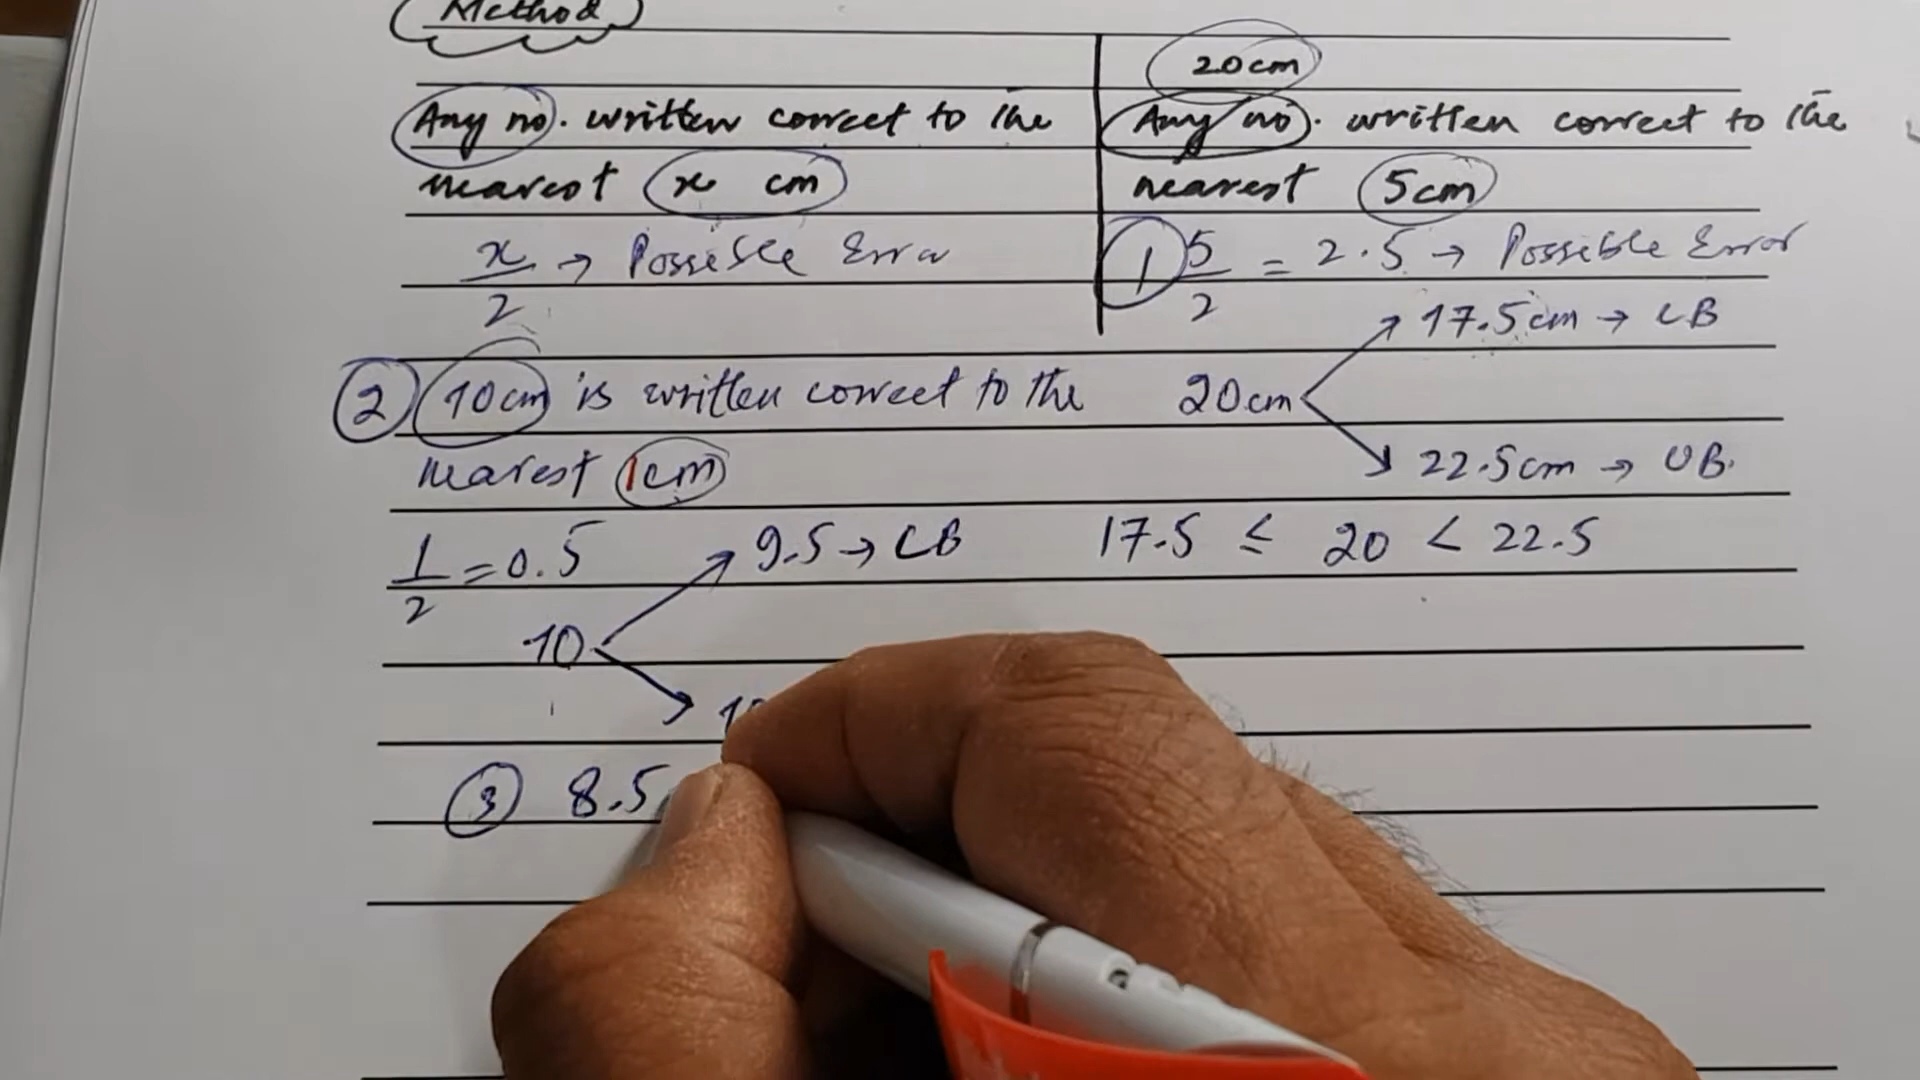 Method
Any no. written correct to the
nearest x cm
x/2 → Possible Erro
20cm
Any no. written correct to the
nearest 5cm
1 5/2 = 2.5 → Possible Error
17.5cm → LB
20cm
22.5cm → UB.
17.5 ≤ 20 < 22.5
2 10cm is written correct to the
nearest 1cm
1/2 = 0.5
9.5 → LB
10
3 8.5